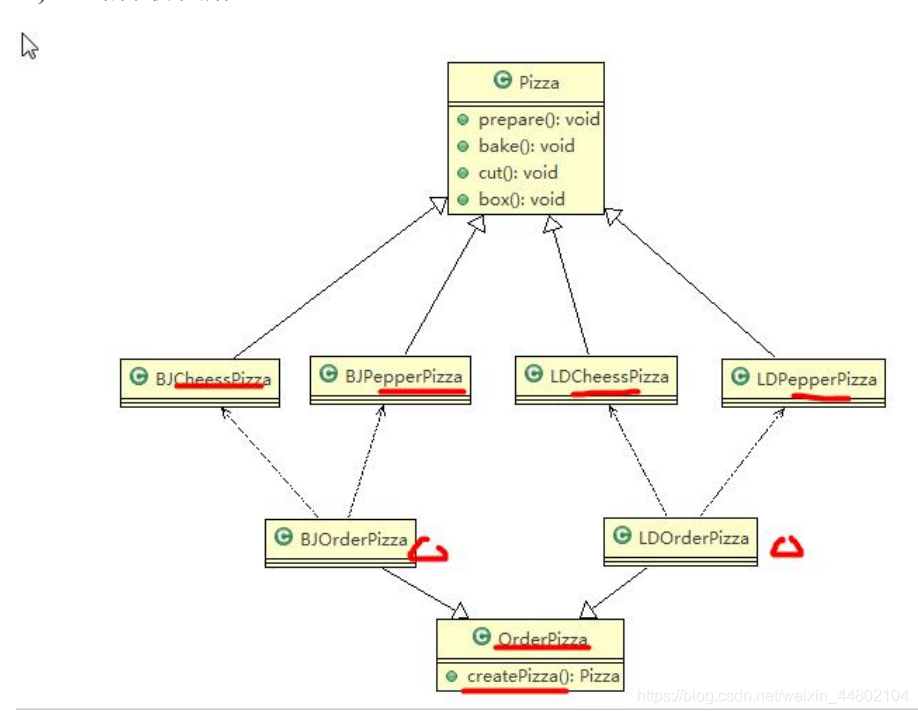 Pizza
prepare(): void
bake(): void
cut(): void
box(): void
BJCheessPizza
BJPepperPizza
LDCheessPizza
LDPepperPizza
BJOrderPizza
LDOrderPizza
OrderPizza
createPizza(): Pizza
https://blog.csdn.net/weixin_44802104